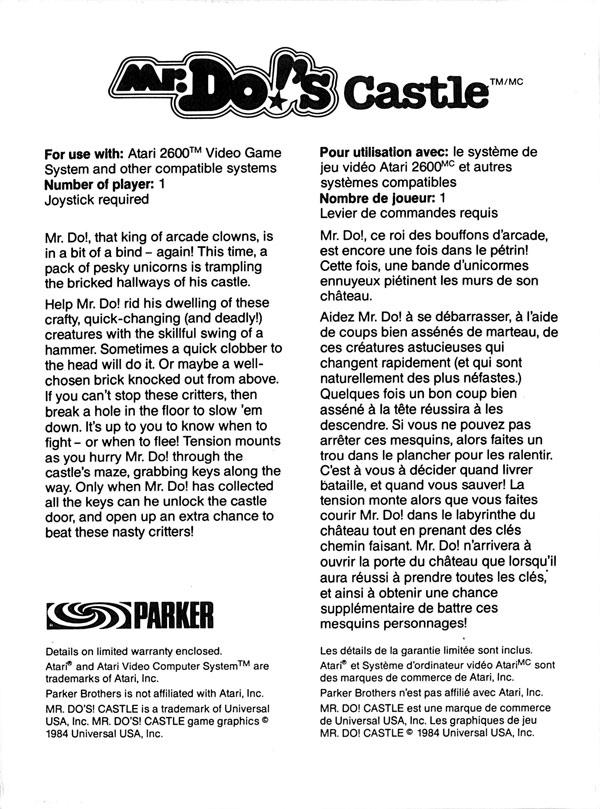 Mr. Do!'s Castle TM/MC
For use with: Atari 2600™ Video Game
System and other compatible systems
Number of player: 1
Joystick required
Mr. Do!, that king of arcade clowns, is
in a bit of a bind – again! This time, a
pack of pesky unicorns is trampling
the bricked hallways of his castle.
Help Mr. Do! rid his dwelling of these
crafty, quick-changing (and deadly!)
creatures with the skillful swing of a
hammer. Sometimes a quick clobber to
the head will do it. Or maybe a well-
chosen brick knocked out from above.
If you can't stop these critters, then
break a hole in the floor to slow 'em
down. It's up to you to know when to
fight – or when to flee! Tension mounts
as you hurry Mr. Do! through the
castle's maze, grabbing keys along the
way. Only when Mr. Do! has collected
all the keys can he unlock the castle
door, and open up an extra chance to
beat these nasty critters!
PARKER
Details on limited warranty enclosed.
Atari® and Atari Video Computer System™ are
trademarks of Atari, Inc.
Parker Brothers is not affiliated with Atari, Inc.
MR. DO'S! CASTLE is a trademark of Universal
USA, Inc. MR. DO'S! CASTLE game graphics ©
1984 Universal USA, Inc.
Pour utilisation avec: le système de
jeu vidéo Atari 2600MC et autres
systèmes compatibles
Nombre de joueur: 1
Levier de commandes requis
Mr. Do!, ce roi des bouffons d'arcade,
est encore une fois dans le pétrin!
Cette fois, une bande d'unicormes
ennuyeux piétinent les murs de son
château.
Aidez Mr. Do! à se débarrasser, à l'aide
de coups bien assénés de marteau, de
ces créatures astucieuses qui
changent rapidement (et qui sont
naturellement des plus néfastes.)
Quelques fois un bon coup bien
asséné à la tête réussira à les
descendre. Si vous ne pouvez pas
arrêter ces mesquins, alors faites un
trou dans le plancher pour les ralentir.
C'est à vous à décider quand livrer
bataille, et quand vous sauver! La
tension monte alors que vous faites
courir Mr. Do! dans le labyrinthe du
château tout en prenant des clés
chemin faisant. Mr. Do! n'arrivera à
ouvrir la porte du château que lorsqu'il
aura réussi à prendre toutes les clés,
et ainsi à obtenir une chance
supplémentaire de battre ces
mesquins personnages!
Les détails de la garantie limitée sont inclus.
Atari® et Système d'ordinateur vidéo AtariMC sont
des marques de commerce de Atari, Inc.
Parker Brothers n'est pas affilié avec Atari, Inc.
MR. DO! CASTLE est une marque de commerce
de Universal USA, Inc. Les graphiques de jeu
MR. DO! CASTLE © 1984 Universal USA, Inc.